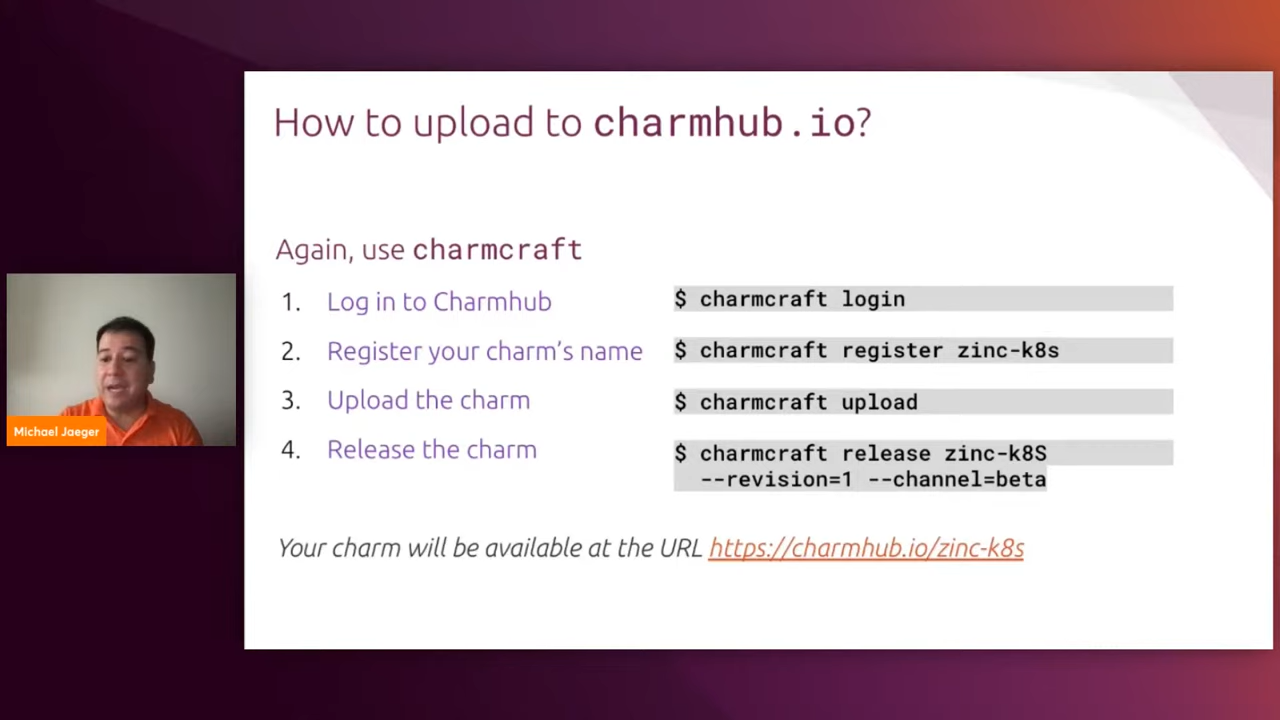 How to upload to charmhub.io?
Again, use charmcraft
1. Log in to Charmhub
$ charmcraft login
2. Register your charm's name
$ charmcraft register zinc-k8s
3. Upload the charm
$ charmcraft upload
4. Release the charm
$ charmcraft release zinc-k8S
--revision=1 --channel=beta
Your charm will be available at the URL https://charmhub.io/zinc-k8s
Michael Jaeger